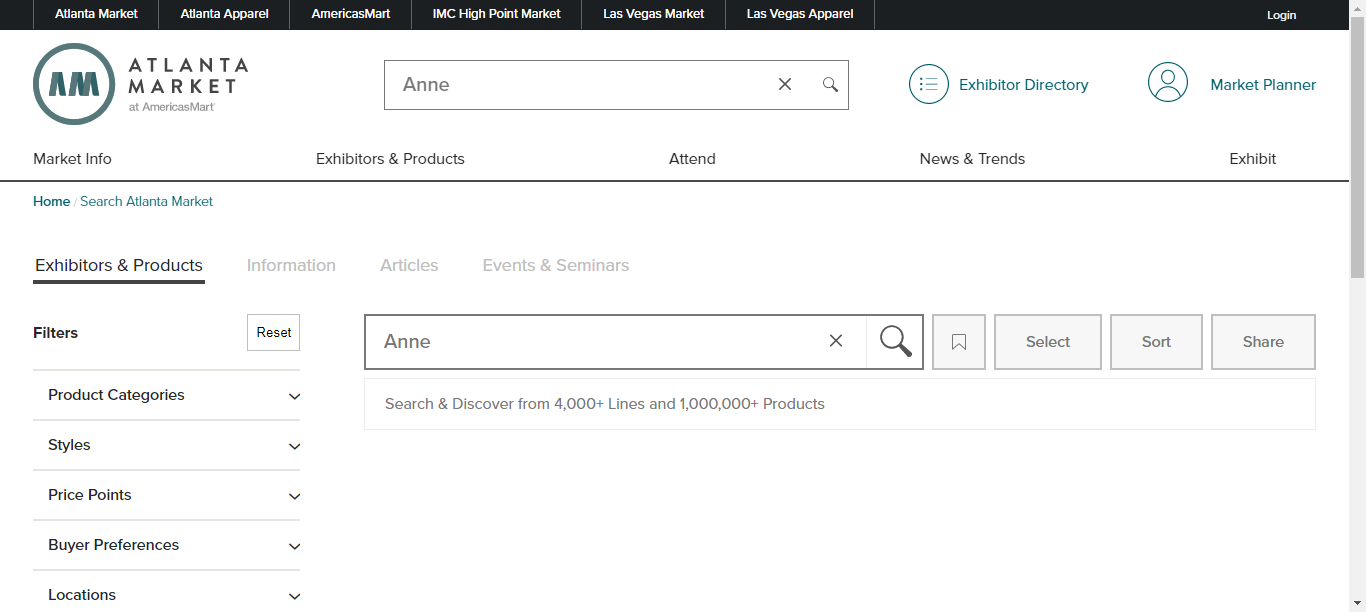 Atlanta Market Atlanta Apparel AmericasMart IMC High Point Market Las Vegas Market Las Vegas Apparel Login
AM ATLANTA
MARKET
at AmericasMart
Anne
Exhibitor Directory
Market Planner
Market Info Exhibitors & Products Attend News & Trends Exhibit
Home / Search Atlanta Market
Exhibitors & Products Information Articles Events & Seminars
Filters
Reset
Product Categories
Styles
Price Points
Buyer Preferences
Locations
Anne
Select Sort Share
Search & Discover from 4,000+ Lines and 1,000,000+ Products